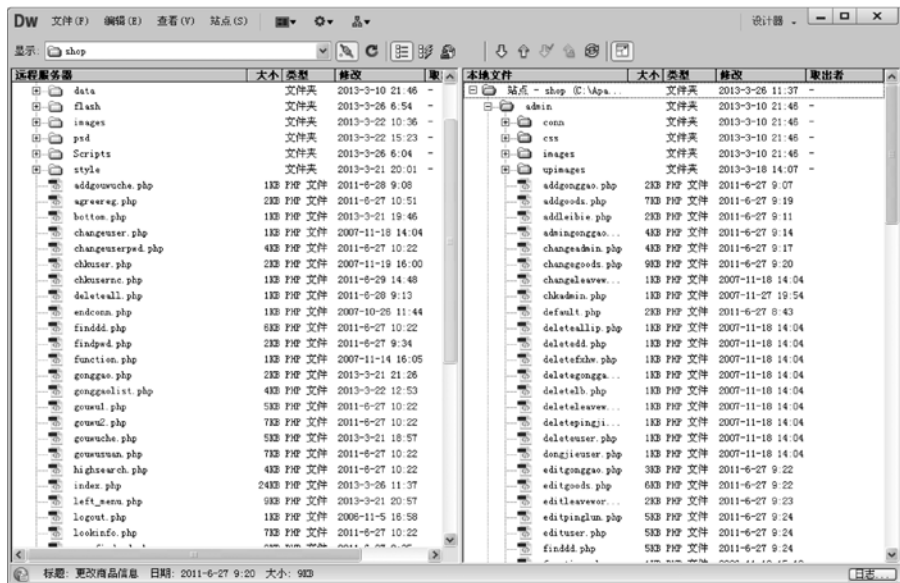 Dw 文件(F) 编辑(E) 查看(V) 站点(S) 设计器
显示: shop
远程服务器 大小 类型 修改 取
data 文件夹 2013-3-10 21:46 -
flash 文件夹 2013-3-26 6:54 -
images 文件夹 2013-3-22 10:36 -
psd 文件夹 2013-3-22 15:23 -
Scripts 文件夹 2013-3-26 6:04 -
style 文件夹 2013-3-21 20:01 -
addgouwuche.php 1KB PHP 文件 2011-6-28 9:08
agreereg.php 2KB PHP 文件 2011-6-27 10:51
bottom.php 1KB PHP 文件 2013-3-21 19:46
changeuser.php 1KB PHP 文件 2007-11-18 14:04
changeuserpwd.php 4KB PHP 文件 2011-6-27 10:22
chkuser.php 2KB PHP 文件 2007-11-19 16:00
chkusernc.php 1KB PHP 文件 2011-6-29 14:48
deleteall.php 1KB PHP 文件 2011-6-28 9:13
endconn.php 1KB PHP 文件 2007-10-26 11:44
finddd.php 6KB PHP 文件 2011-6-27 10:22
findpwd.php 2KB PHP 文件 2011-6-27 9:34
function.php 1KB PHP 文件 2007-11-14 16:05
gonggao.php 2KB PHP 文件 2013-3-21 21:26
gonggaolist.php 4KB PHP 文件 2013-3-22 12:53
gouwu1.php 5KB PHP 文件 2011-6-27 10:22
gouwu2.php 7KB PHP 文件 2011-6-27 10:22
gouwuche.php 5KB PHP 文件 2013-3-21 18:57
gouwusuan.php 7KB PHP 文件 2011-6-27 10:22
highsearch.php 4KB PHP 文件 2011-6-27 10:22
index.php 24KB PHP 文件 2013-3-26 11:37
left_menu.php 9KB PHP 文件 2013-3-21 20:57
logout.php 1KB PHP 文件 2006-11-5 16:58
lookinfo.php 7KB PHP 文件 2011-6-27 10:22
本地文件 大小 类型 修改 取出者
站点 - shop (C:\Apa... 文件夹 2013-3-26 11:37 -
admin 文件夹 2013-3-10 21:46 -
conn 文件夹 2013-3-10 21:46 -
css 文件夹 2013-3-10 21:46 -
images 文件夹 2013-3-10 21:46 -
upimages 文件夹 2013-3-18 14:07 -
addgonggao.php 2KB PHP 文件 2011-6-27 9:07
addgoods.php 7KB PHP 文件 2011-6-27 9:19
addleibie.php 2KB PHP 文件 2011-6-27 9:11
admingonggao... 4KB PHP 文件 2011-6-27 9:14
changeadmin.php 4KB PHP 文件 2011-6-27 9:17
changegoods.php 9KB PHP 文件 2011-6-27 9:20
changeleavew... 1KB PHP 文件 2007-11-18 14:04
chkadmin.php 1KB PHP 文件 2007-11-27 19:54
default.php 2KB PHP 文件 2011-6-27 8:43
deleteallip.php 1KB PHP 文件 2007-11-18 14:04
deletedd.php 1KB PHP 文件 2007-11-18 14:04
deletefxhw.php 1KB PHP 文件 2007-11-18 14:04
deletegongga... 1KB PHP 文件 2007-11-18 14:04
deletelb.php 1KB PHP 文件 2007-11-18 14:04
deleteleavew... 1KB PHP 文件 2007-11-18 14:04
deletepingji... 1KB PHP 文件 2007-11-18 14:04
deleteuser.php 1KB PHP 文件 2007-11-18 14:04
dongjieuser.php 1KB PHP 文件 2007-11-18 14:04
editgonggao.php 3KB PHP 文件 2011-6-27 9:22
editgoods.php 6KB PHP 文件 2011-6-27 9:22
editleavewor... 2KB PHP 文件 2011-6-27 9:23
editpinglun.php 5KB PHP 文件 2011-6-27 9:24
edituser.php 5KB PHP 文件 2011-6-27 9:24
finddd.php 5KB PHP 文件 2011-6-27 9:24
标题: 更改商品信息 日期: 2011-6-27 9:20 大小: 9KB 日志...